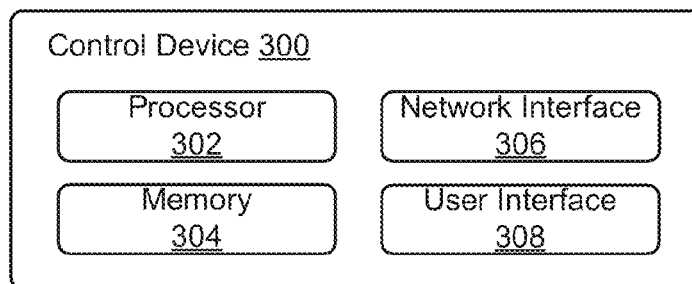 Control Device 300
Processor
302
Network Interface
306
Memory
304
User Interface
308